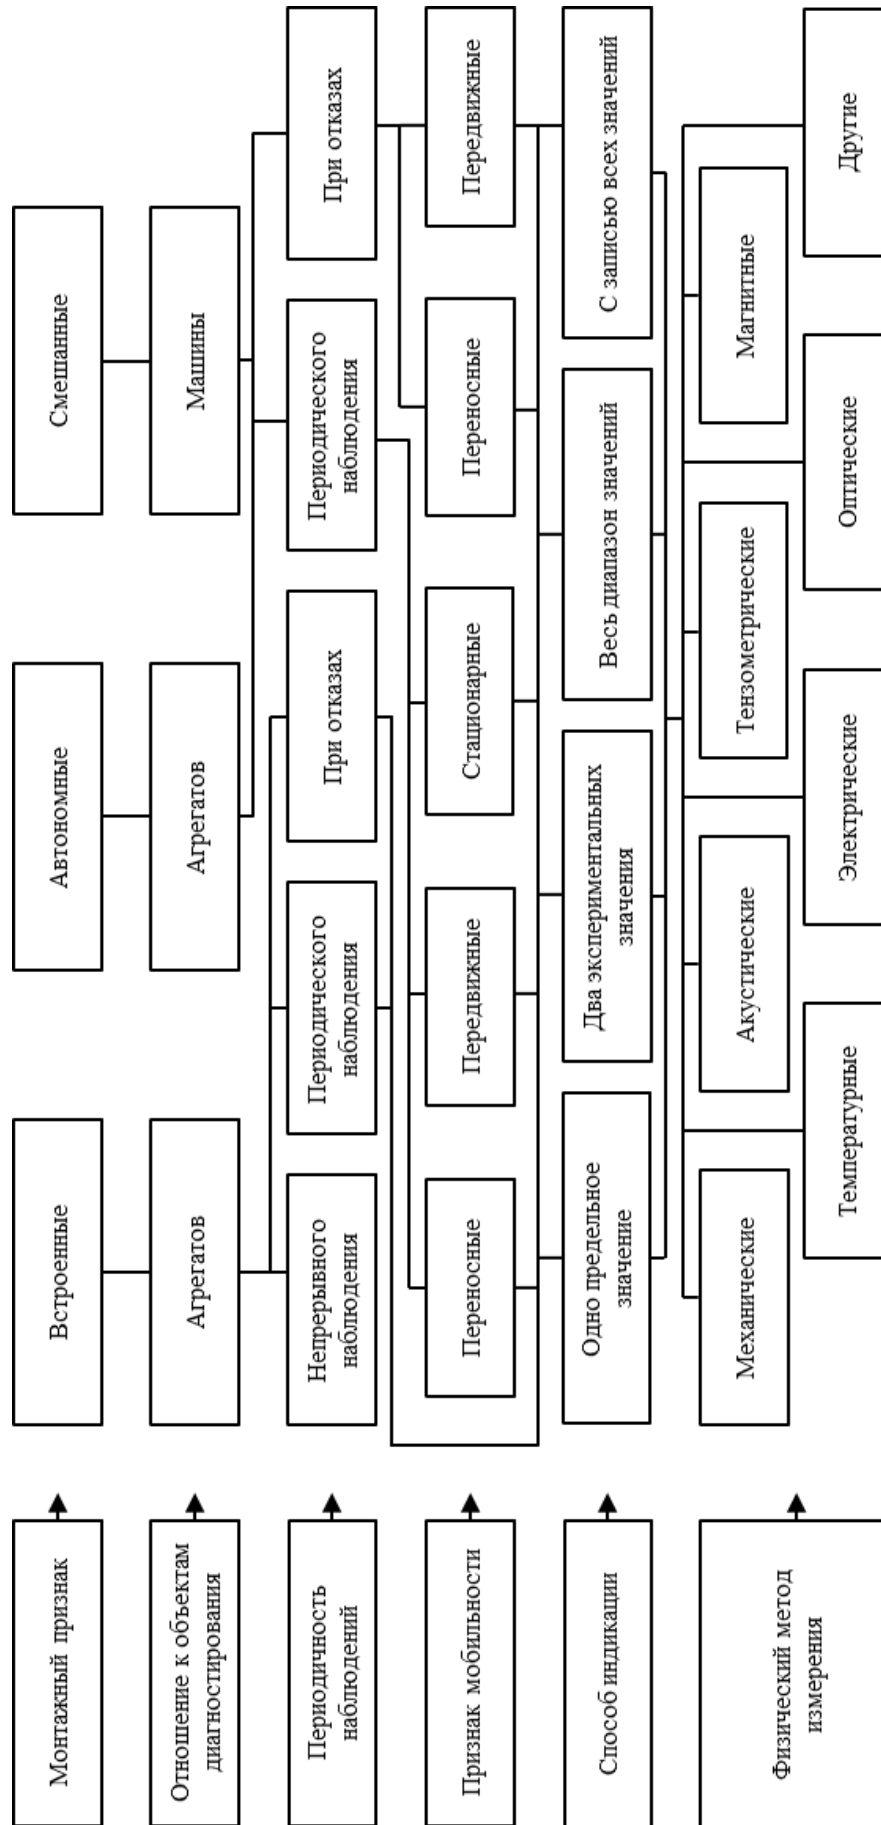 Монтажный признак
Встроенные
Автономные
Смешанные
Отношение к объектам
диагностирования
Агрегатов
Агрегатов
Машины
Периодичность
наблюдений
Непрерывного
наблюдения
Периодического
наблюдения
При отказах
Периодического
наблюдения
При отказах
Признак мобильности
Переносные
Передвижные
Стационарные
Переносные
Передвижные
Способ индикации
Одно предельное
значение
Два экспериментальных
значения
Весь диапазон значений
С записью всех значений
Физический метод
измерения
Механические
Акустические
Тензометрические
Магнитные
Температурные
Электрические
Оптические
Другие